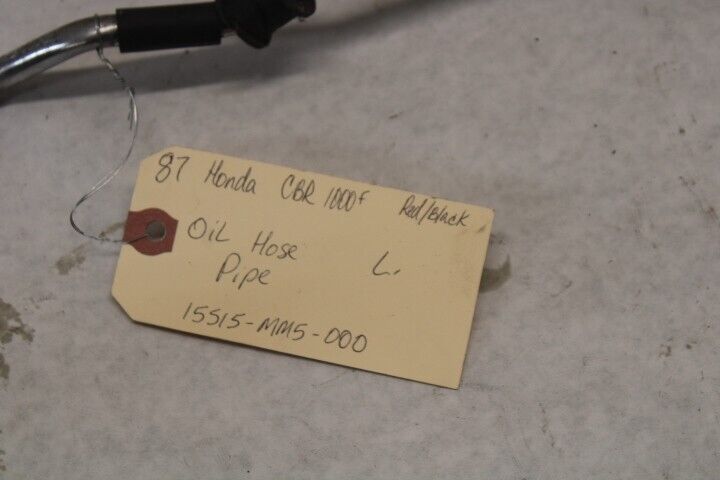 87 Honda CBR 1000f Red/Black
Oil Hose L.
Pipe
15515-MM5-000